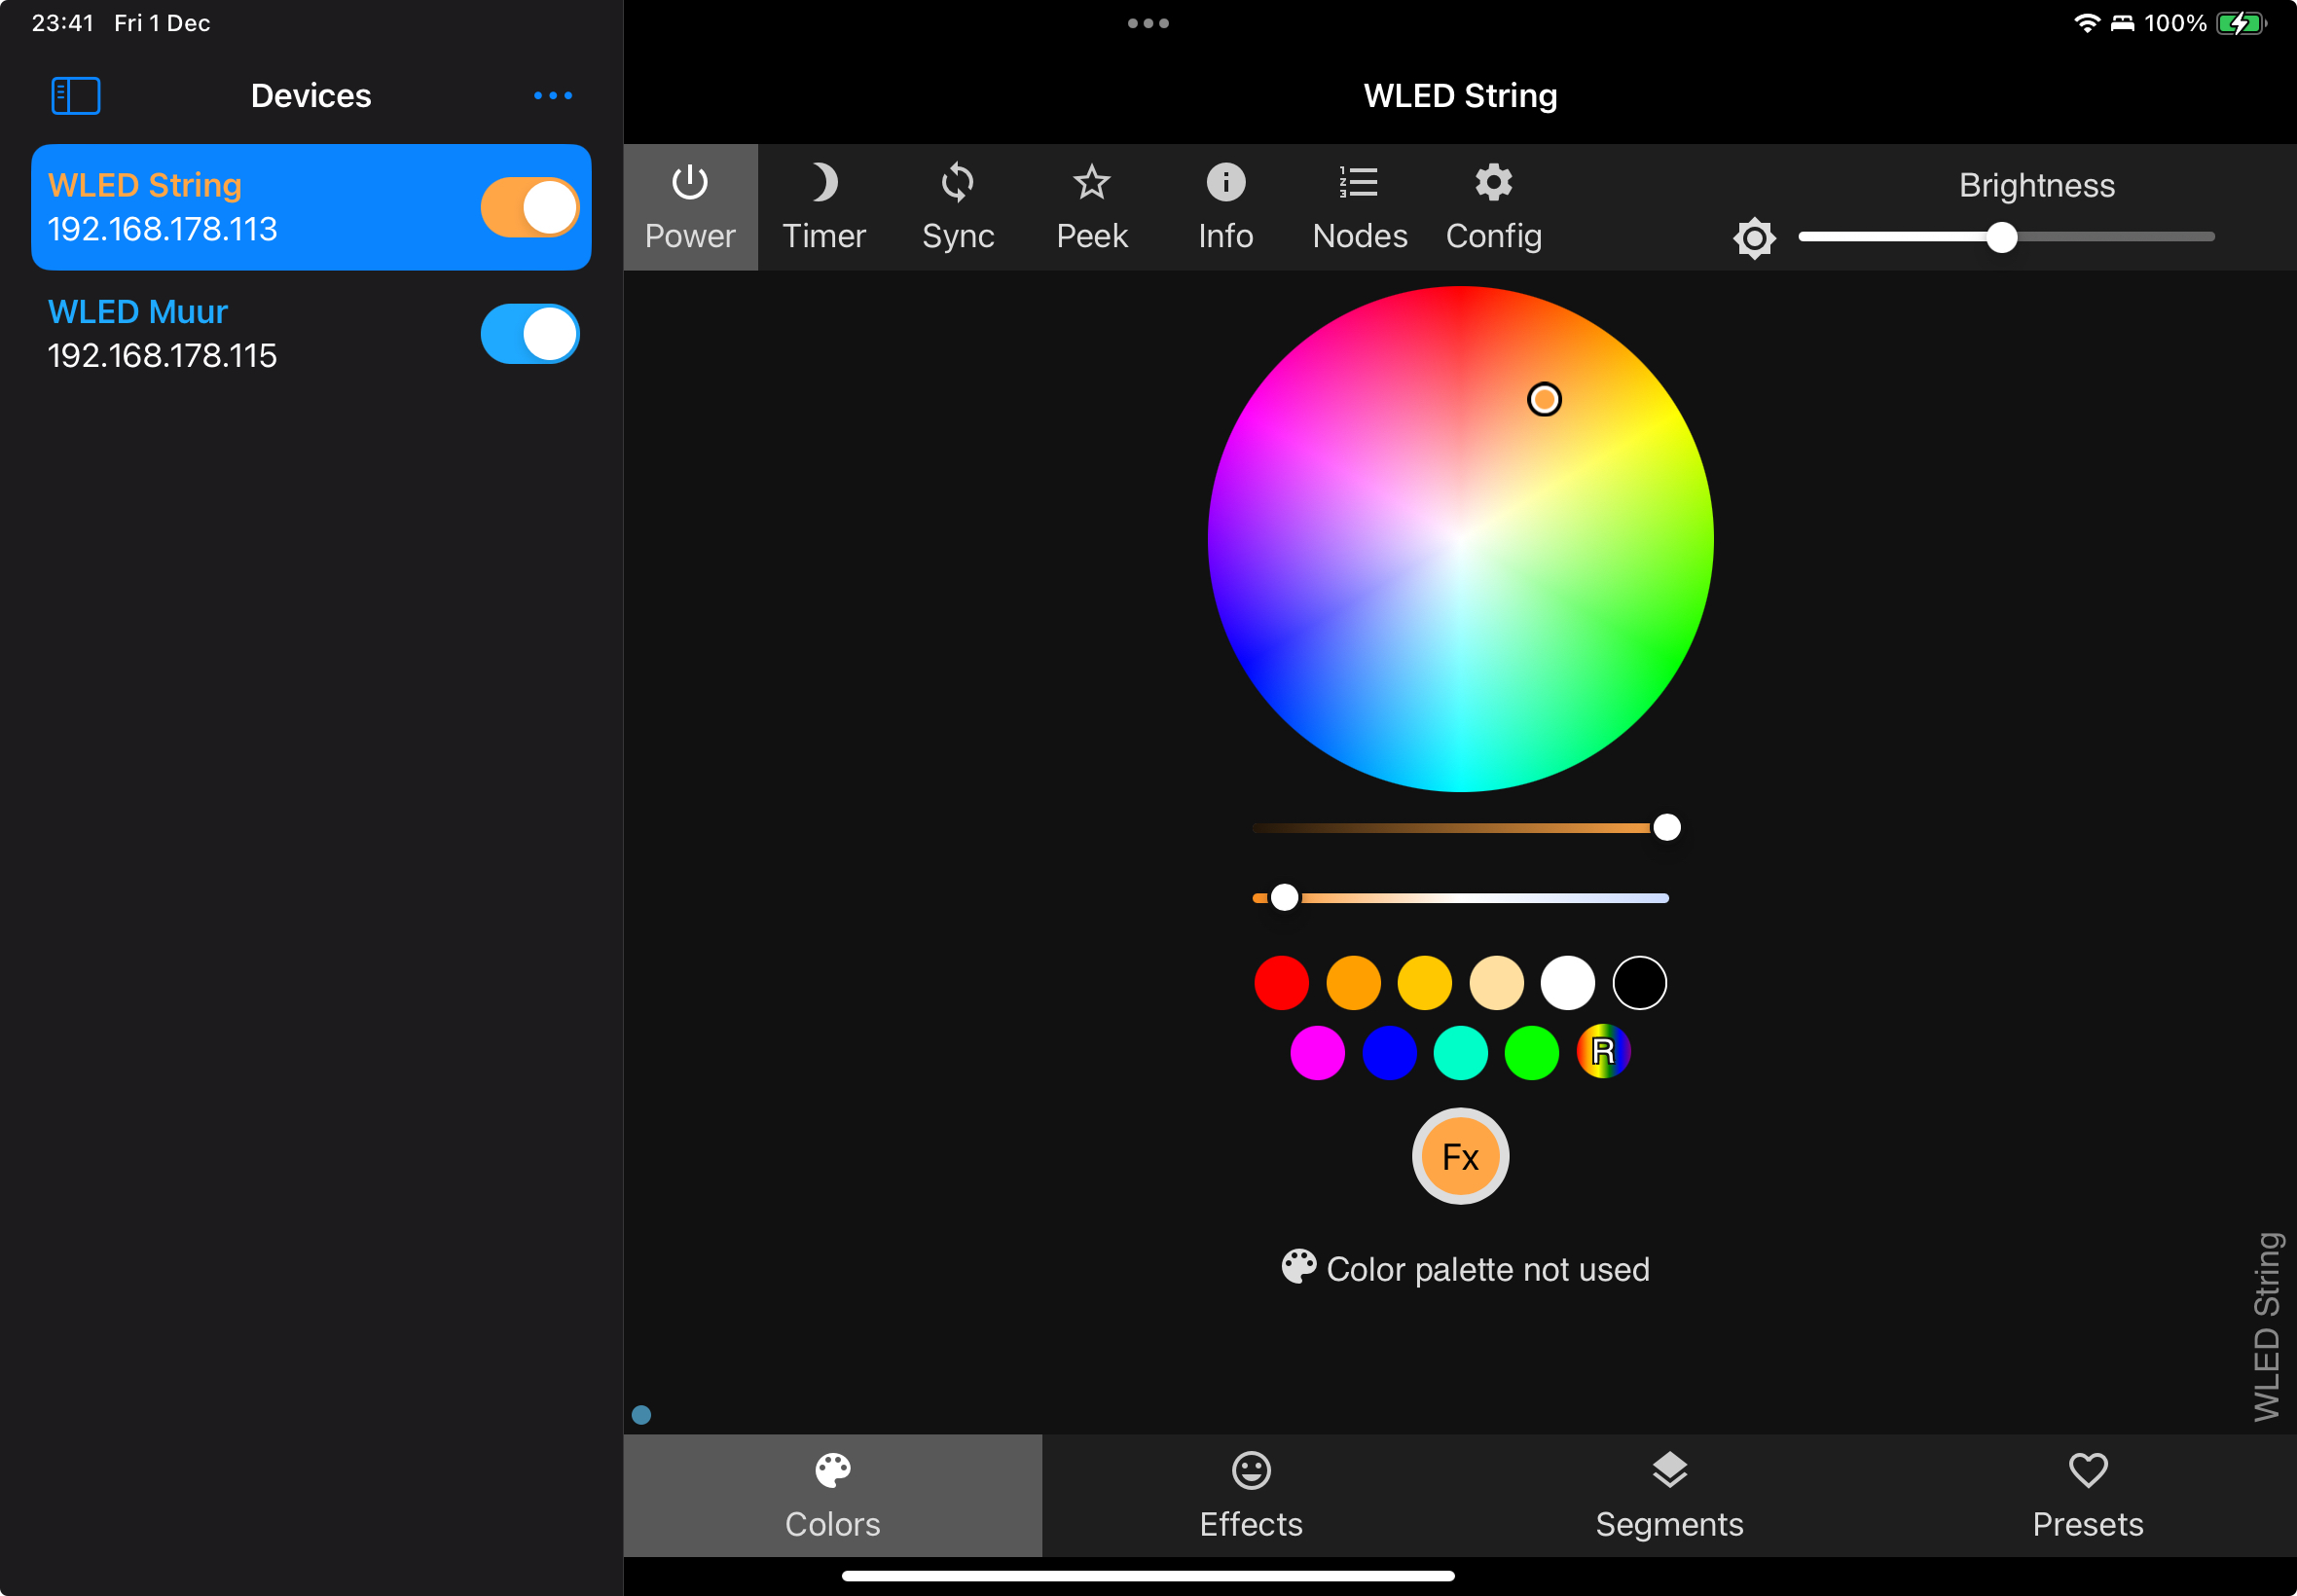 23:41 Fri 1 Dec
100%
Devices
WLED String
192.168.178.113
WLED Muur
192.168.178.115
WLED String
Power
Timer
Sync
Peek
Info
Nodes
Config
Brightness
R
Fx
Color palette not used
WLED String
Colors
Effects
Segments
Presets